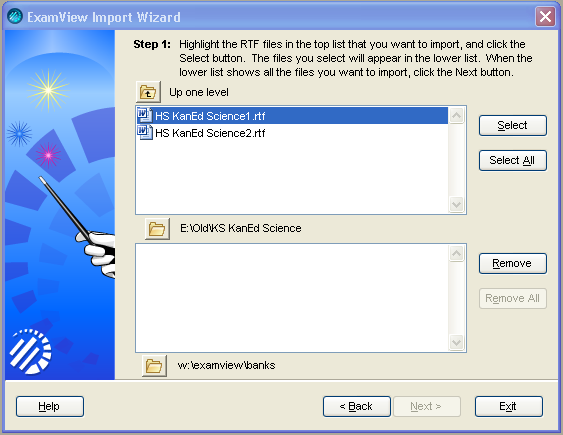 ExamView Import Wizard
Step 1: Highlight the RTF files in the top list that you want to import, and click the
Select button. The files you select will appear in the lower list. When the
lower list shows all the files you want to import, click the Next button.
Up one level
HS KanEd Science1.rtf
HS KanEd Science2.rtf
Select
Select All
E:\Old\KS KanEd Science
Remove
Remove All
w:\examview\banks
Help
< Back
Next >
Exit